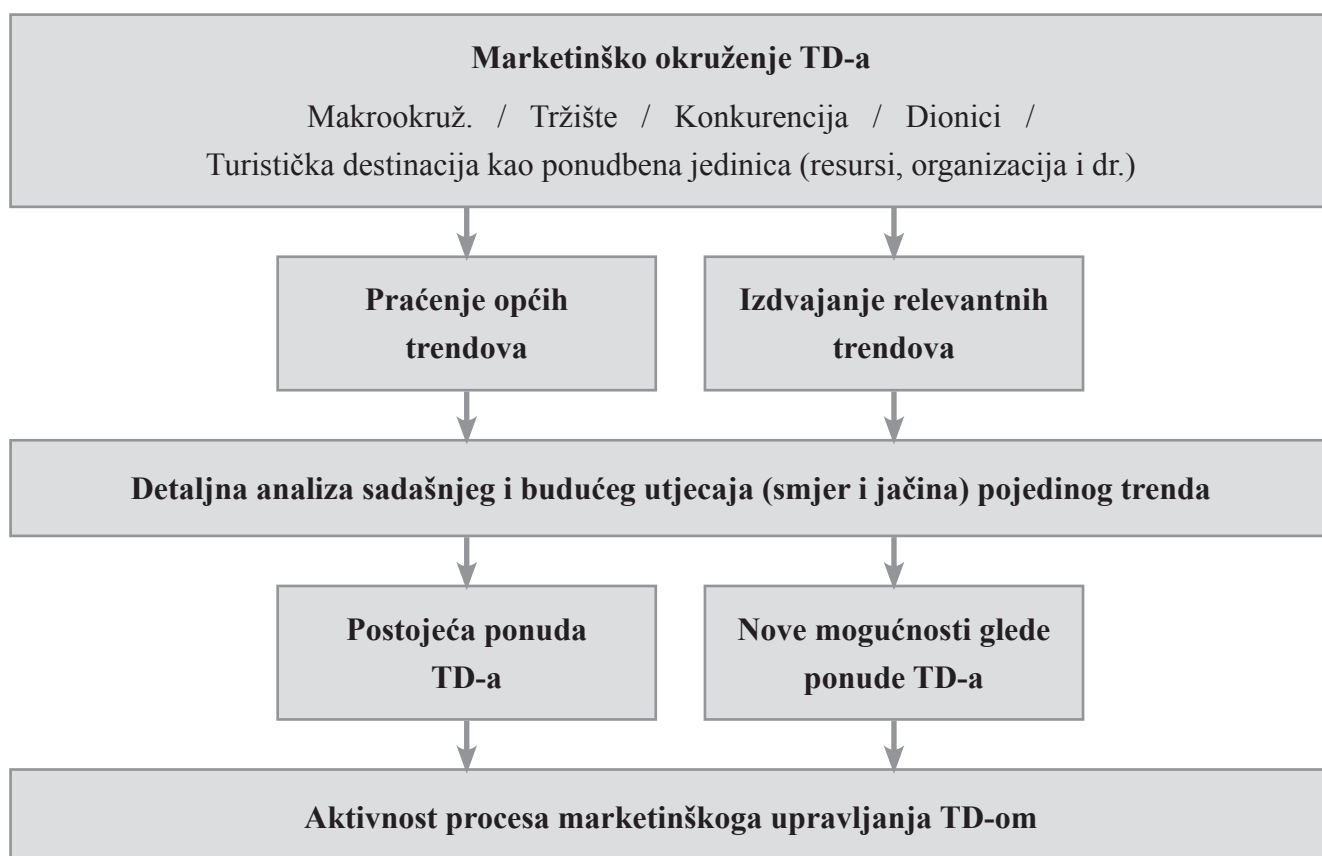 Marketinško okruženje TD-a
Makrookruž. / Tržište / Konkurencija / Dionici /
Turistička destinacija kao ponudbena jedinica (resursi, organizacija i dr.)
Praćenje općih
trendova
Izdvajanje relevantnih
trendova
Detaljna analiza sadašnjeg i budućeg utjecaja (smjer i jačina) pojedinog trenda
Postojeća ponuda
TD-a
Nove mogućnosti glede
ponude TD-a
Aktivnost procesa marketinškoga upravljanja TD-om